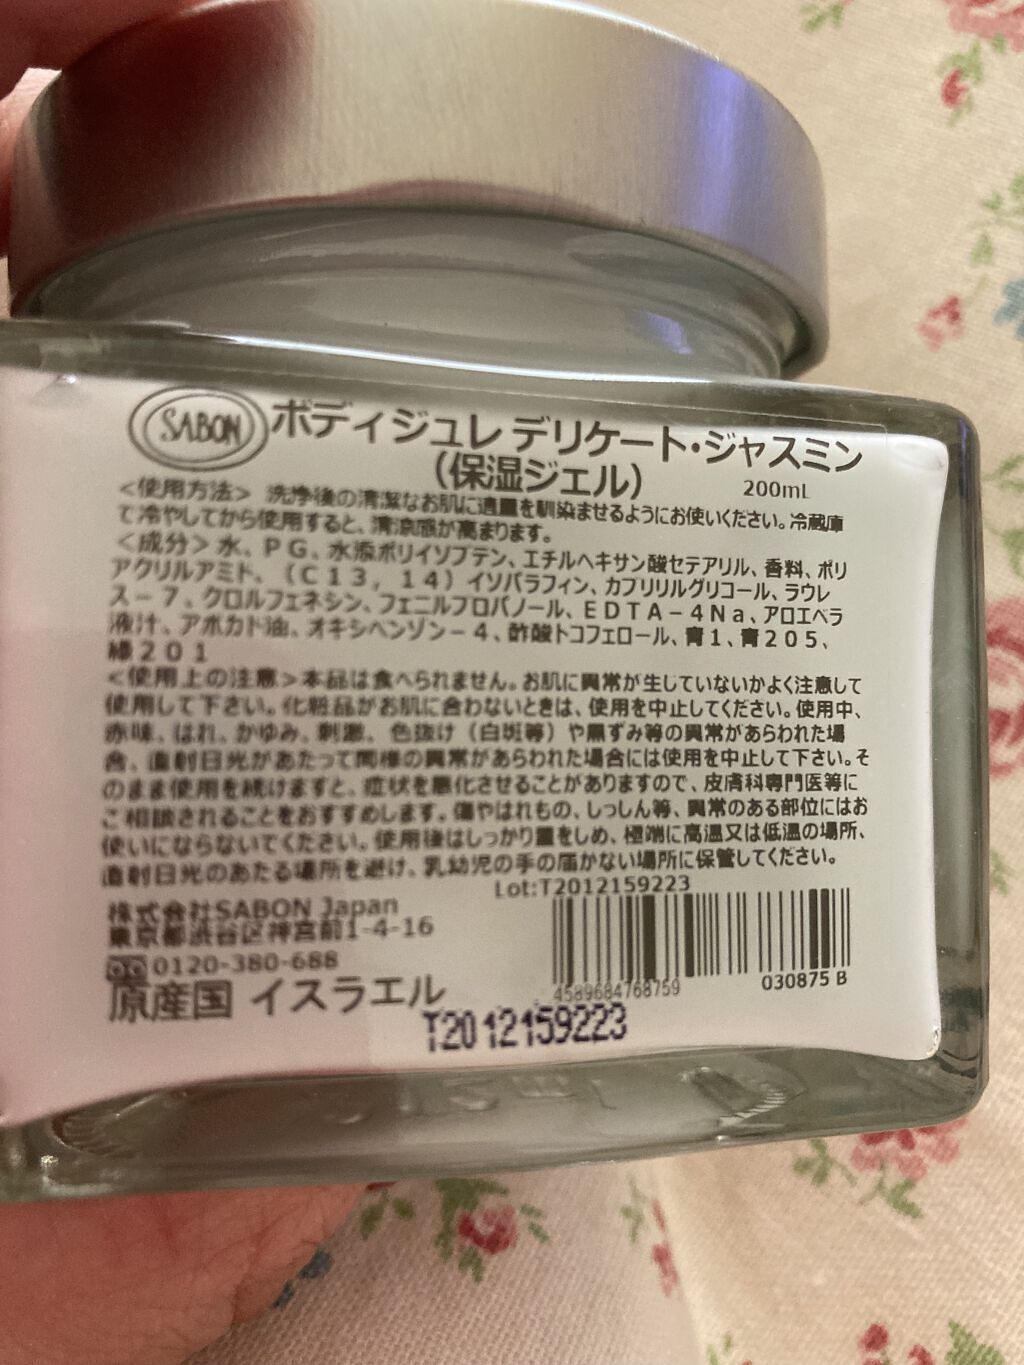 SABON ボディジュレ デリケート・ジャスミン
(保湿ジェル)
200mL
<使用方法> 洗浄後の清潔なお肌に適量を馴染ませるようにお使いください。冷蔵庫
で冷やしてから使用すると、清涼感が高まります。
<成分>水、PG、水添ポリイソブテン、エチルヘキサン酸セテアリル、香料、ポリ
アクリルアミド、(C13, 14)イソパラフィン、カプリリルグリコール、ラウレ
ス-7、クロルフェネシン、フェニルプロパノール、EDTA-4Na、アロエベラ
液汁、アボカド油、オキシベンゾン-4、酢酸トコフェロール、青1、青205、
緑201
<使用上の注意>本品は食べられません。お肌に異常が生していないかよく注意して
使用して下さい。化粧品がお肌に合わないときは、使用を中止してください。使用中、
赤味、はれ、かゆみ、刺激、色抜け(白斑等)や黒ずみ等の異常があらわれた場
合、直射日光があたって同様の異常があらわれた場合には使用を中止して下さい。そ
のまま使用を続けますと、症状を悪化させることがありますので、皮膚科専門医等に
ご相談されることをおすすめします。傷やはれもの、しっしん等、異常のある部位にはお
使いにならないでください。使用後はしっかり蓋をしめ、極端に高温又は低温の場所、
直射日光のあたる場所を避け、乳幼児の手の届かない場所に保管してください。
Lot:T2012159223
株式会社SABON Japan
東京都渋谷区神宮前1-4-16
0120-380-688
原産国 イスラエル
4589684768759
030875 B
T2012159223